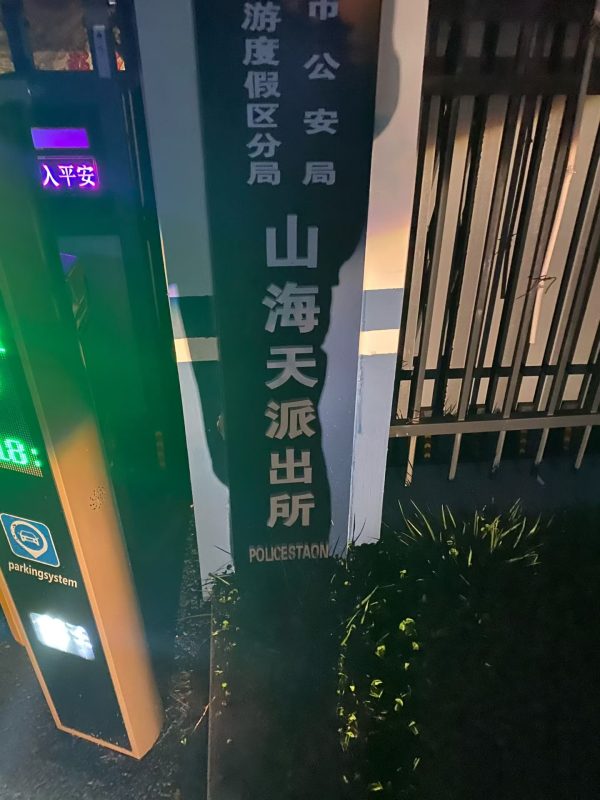 市公安局
游度假区分局
山海天派出所
POLICESTAON
入平安
18:
parkingsystem